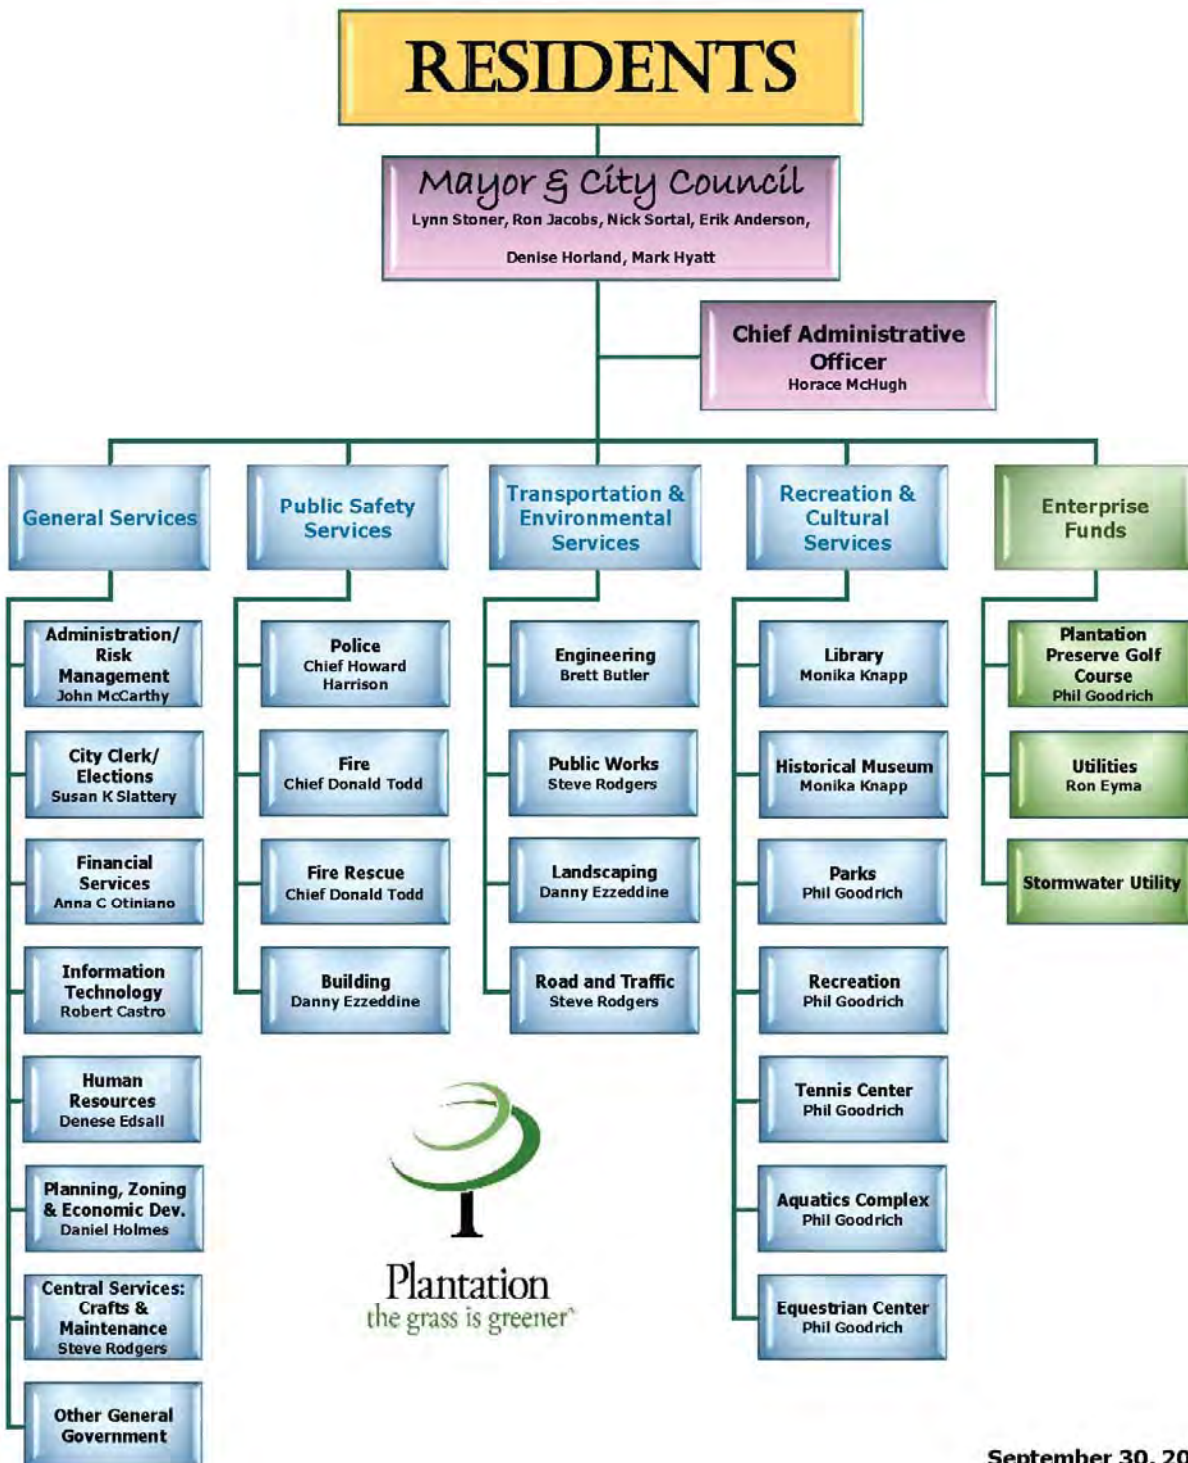 RESIDENTS
Mayor & City Council
Lynn Stoner, Ron Jacobs, Nick Sortal, Erik Anderson,
Denise Horland, Mark Hyatt
Chief Administrative
Officer
Horace McHugh
General Services
Administration/
Risk
Management
John McCarthy
City Clerk/
Elections
Susan K Slattery
Financial
Services
Anna C Otiniano
Information
Technology
Robert Castro
Human
Resources
Denese Edsall
Planning, Zoning
& Economic Dev.
Daniel Holmes
Central Services:
Crafts &
Maintenance
Steve Rodgers
Other General
Government
Public Safety
Services
Police
Chief Howard
Harrison
Fire
Chief Donald Todd
Fire Rescue
Chief Donald Todd
Building
Danny Ezzeddine
Transportation &
Environmental
Services
Engineering
Brett Butler
Public Works
Steve Rodgers
Landscaping
Danny Ezzeddine
Road and Traffic
Steve Rodgers
Recreation &
Cultural
Services
Library
Monika Knapp
Historical Museum
Monika Knapp
Parks
Phil Goodrich
Recreation
Phil Goodrich
Tennis Center
Phil Goodrich
Aquatics Complex
Phil Goodrich
Equestrian Center
Phil Goodrich
Enterprise
Funds
Plantation
Preserve Golf
Course
Phil Goodrich
Utilities
Ron Eyma
Stormwater Utility
Plantation
the grass is greener
September 30, 20